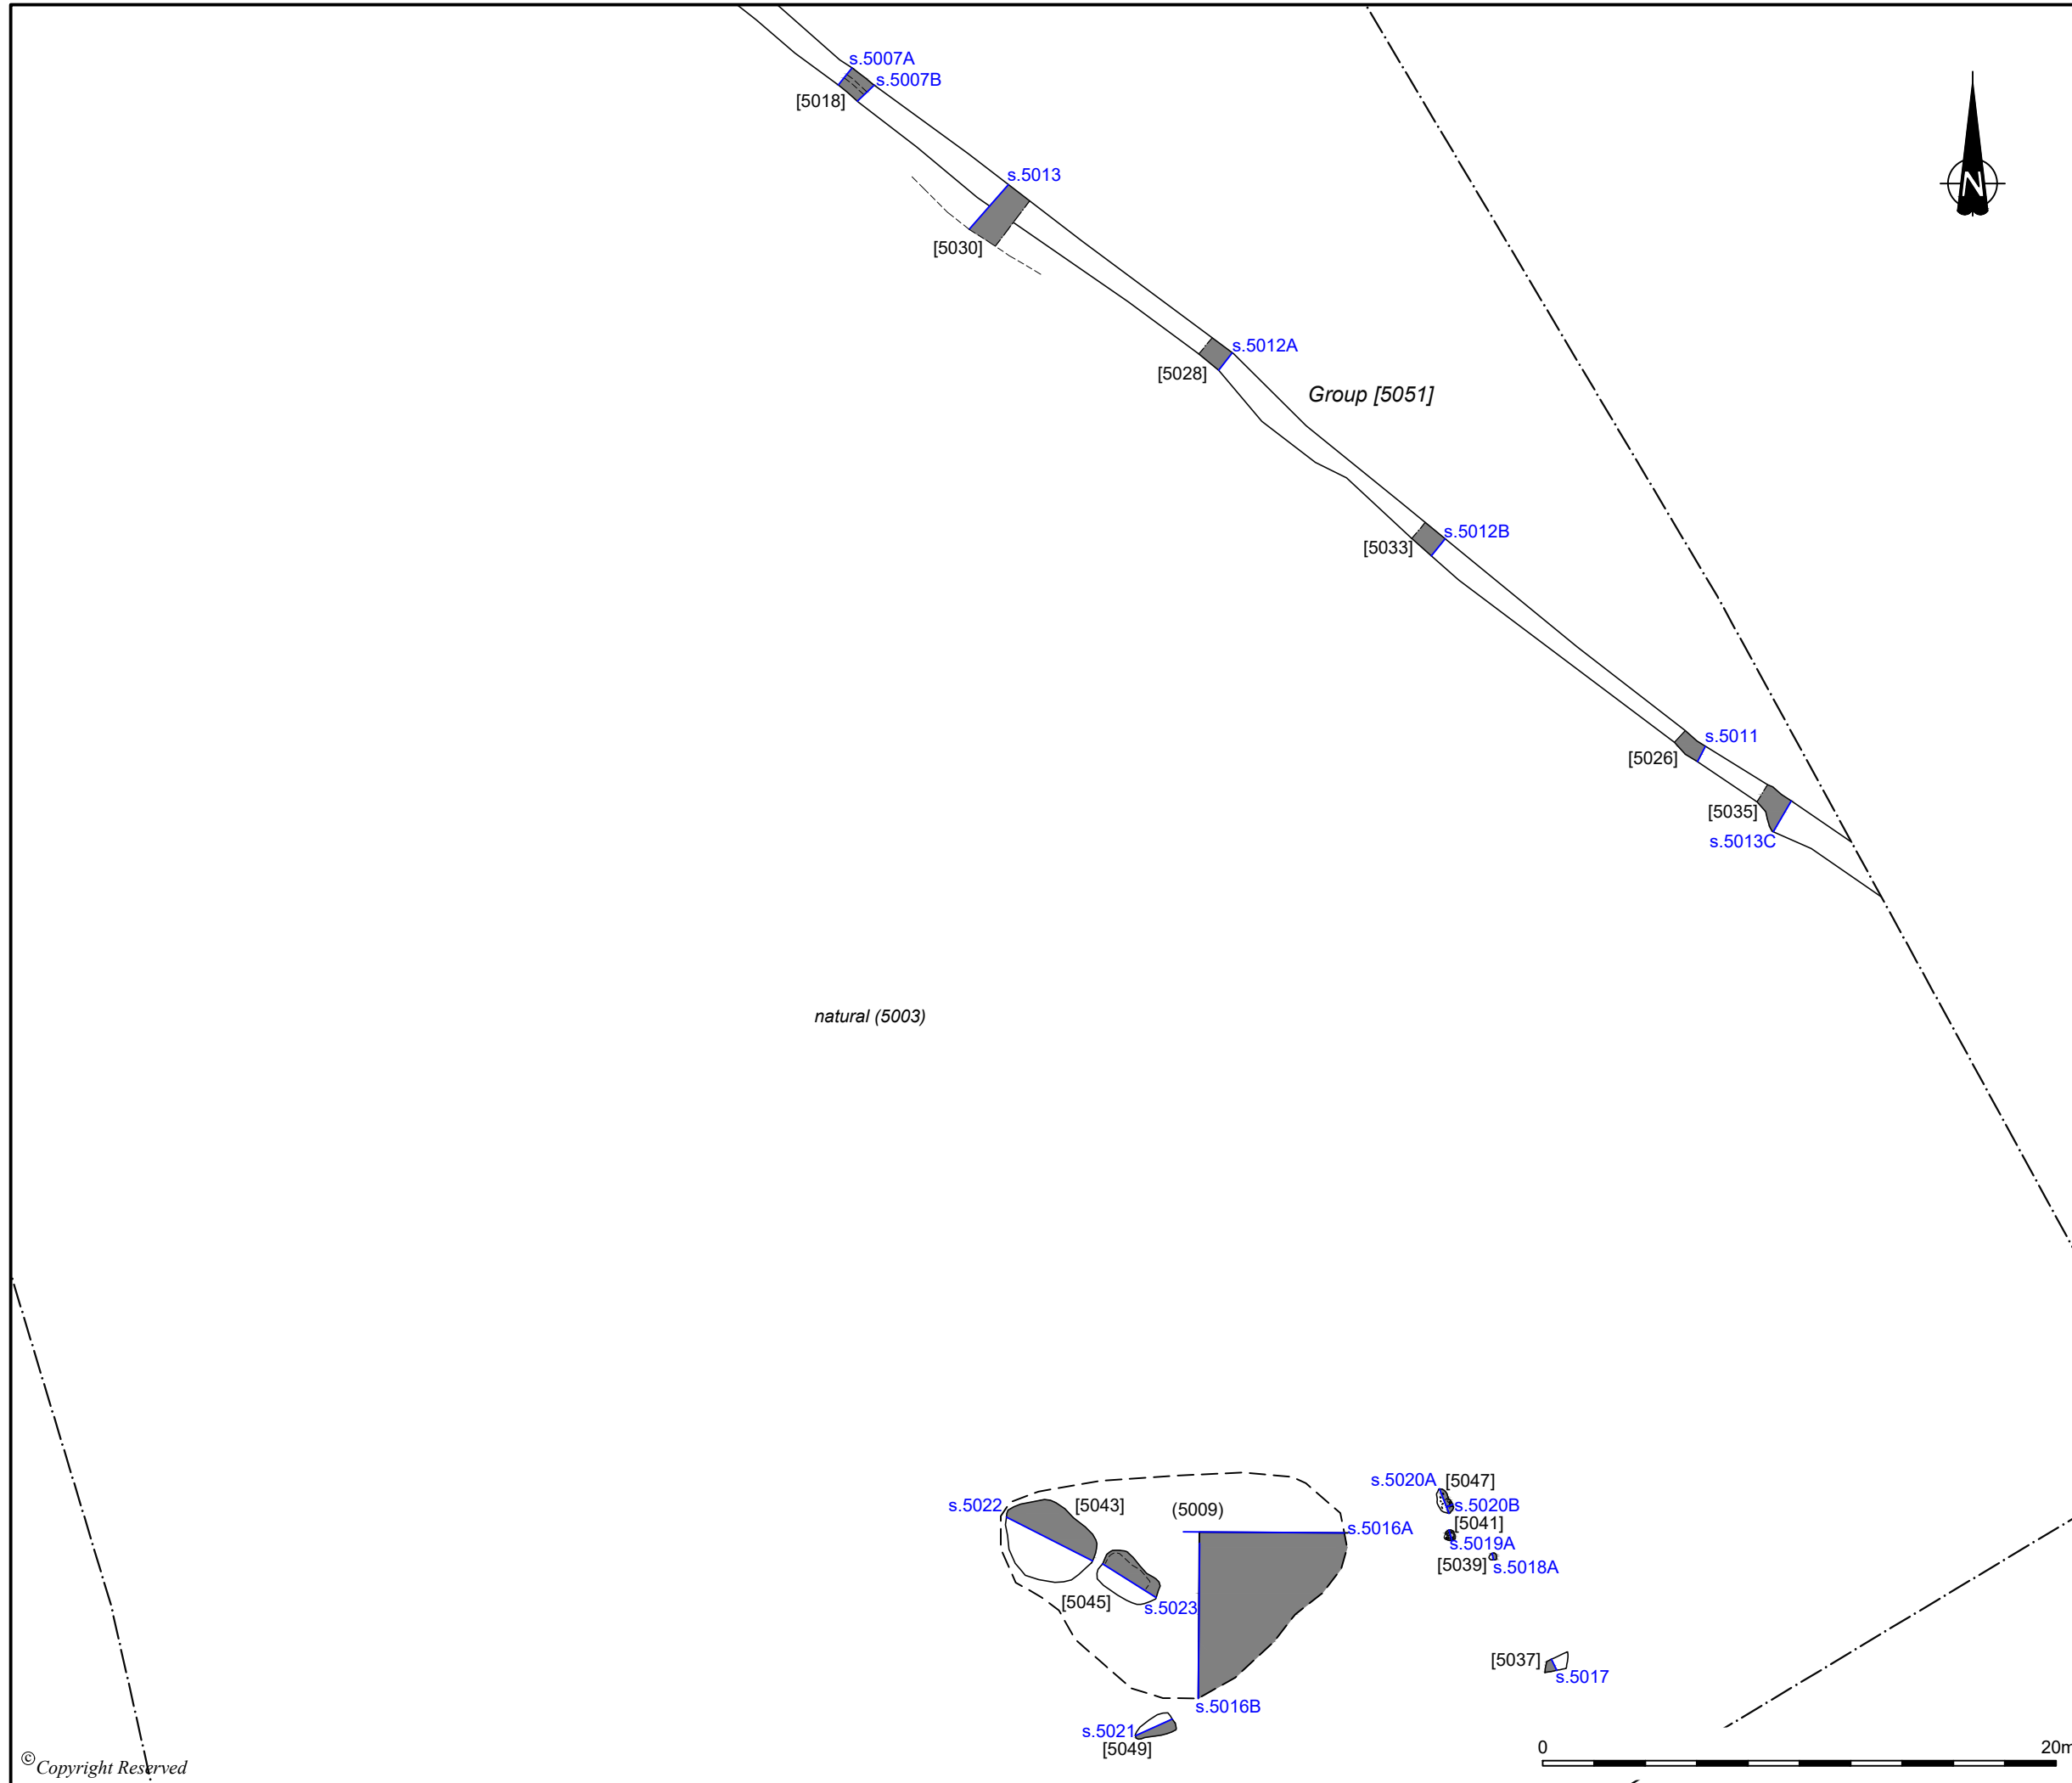 s.5007A
s.5007B
[5018]
s.5013
N
[5030]
s.5012A
[5028]
Group [5051]
s.5012B
[5033]
s.5011
[5026]
[5035]
s.5013C
natural (5003)
s.5020A [5047]
s.5022 [5043] (5009) s.5020B
[5041]
s.5016A
s.5019A
[5039] s.5018A
[5045] s.5023
[5037]
s.5017
s.5016B
s.5021
[5049]
0 20m
© Copyright Reserved